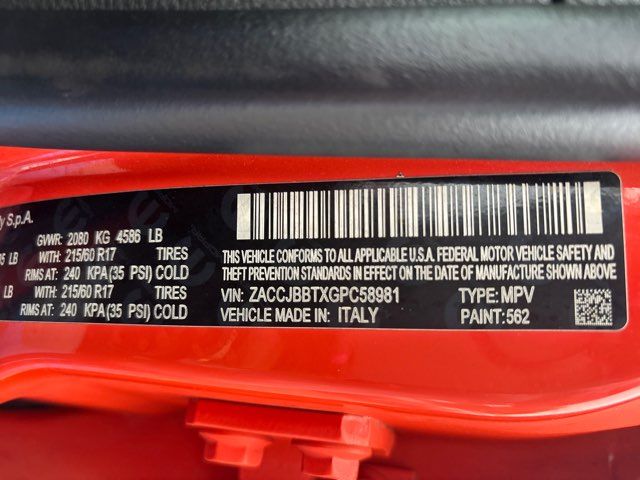 ly S.p.A.
GVWR: 2080 KG 4586 LB
LB WITH: 215/60 R17 TIRES
RIMS AT: 240 KPA(35 PSI) COLD
LB WITH: 215/60 R17 TIRES
RIMS AT: 240 KPA(35 PSI) COLD
THIS VEHICLE CONFORMS TO ALL APPLICABLE U.S.A. FEDERAL MOTOR VEHICLE SAFETY AND
THEFT PREVENTION STANDARDS IN EFFECT ON THE DATE OF MANUFACTURE SHOWN ABOVE.
VIN: ZACCJBBTXGPC58981 TYPE: MPV
VEHICLE MADE IN: ITALY PAINT: 562